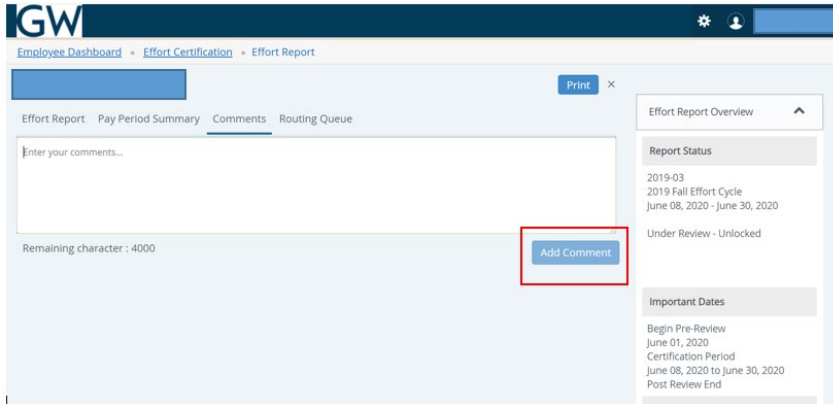 GW
Employee Dashboard • Effort Certification • Effort Report
Print ×
Effort Report Pay Period Summary Comments Routing Queue
Enter your comments...
Remaining character : 4000
Add Comment
Effort Report Overview
Report Status
2019-03
2019 Fall Effort Cycle
June 08, 2020 - June 30, 2020
Under Review - Unlocked
Important Dates
Begin Pre-Review
June 01, 2020
Certification Period
June 08, 2020 to June 30, 2020
Post Review End